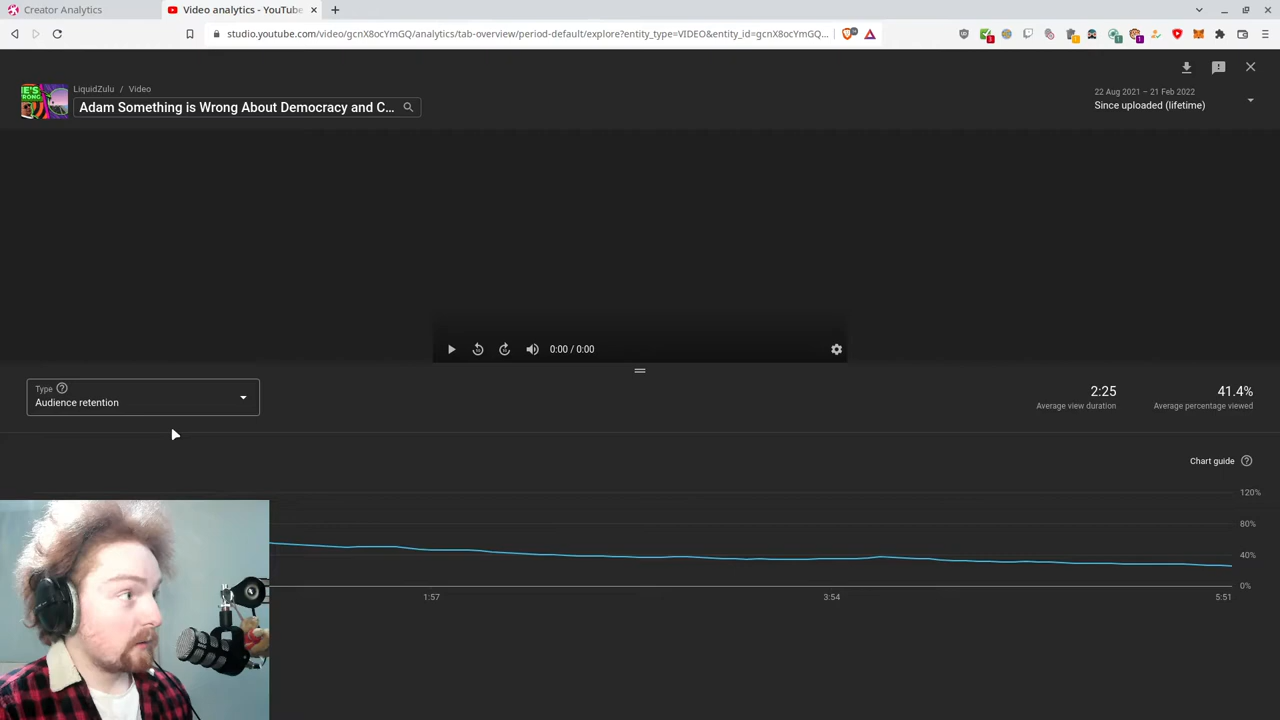 Creator Analytics
Video analytics - YouTube
studio.youtube.com/video/gcnX8ocYmGQ/analytics/tab-overview/period-default/explore?entity_type=VIDEO&entity_id=gcnX8ocYmGQ...
LiquidZulu / Video
Adam Something is Wrong About Democracy and C...
22 Aug 2021 – 21 Feb 2022
Since uploaded (lifetime)
0:00 / 0:00
Type
Audience retention
2:25
Average view duration
41.4%
Average percentage viewed
Chart guide
120%
80%
40%
0%
1:57
3:54
5:51